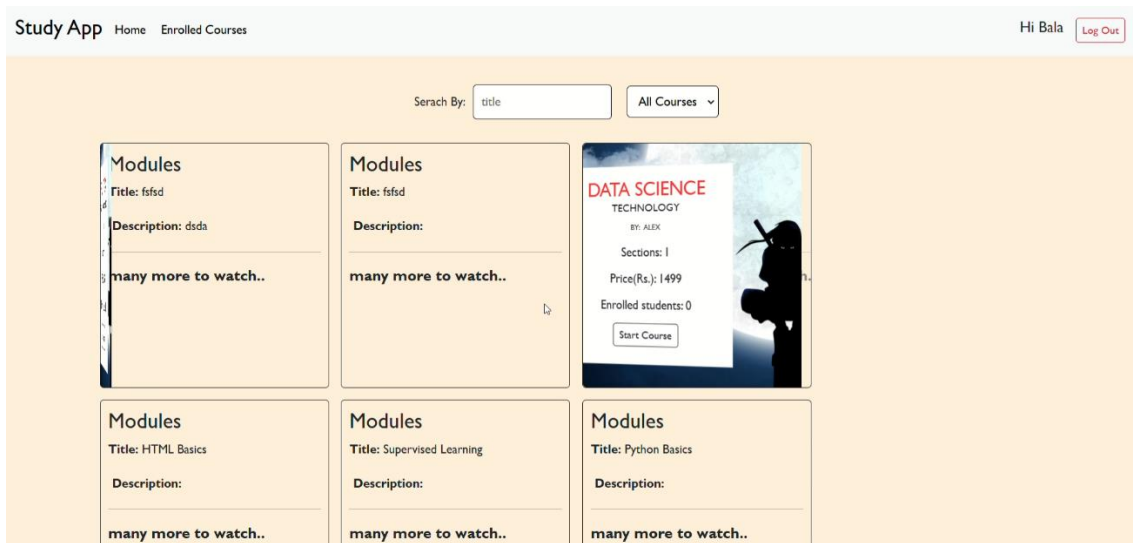 Study App Home Enrolled Courses Hi Bala Log Out
Serach By: title All Courses
Modules
Title: fsfsd
Description: dsda
many more to watch..
Modules
Title: fsfsd
Description:
many more to watch..
DATA SCIENCE
TECHNOLOGY
BY: ALEX
Sections: 1
Price(Rs.): 1499
Enrolled students: 0
Start Course
Modules
Title: HTML Basics
Description:
many more to watch..
Modules
Title: Supervised Learning
Description:
many more to watch..
Modules
Title: Python Basics
Description:
many more to watch..